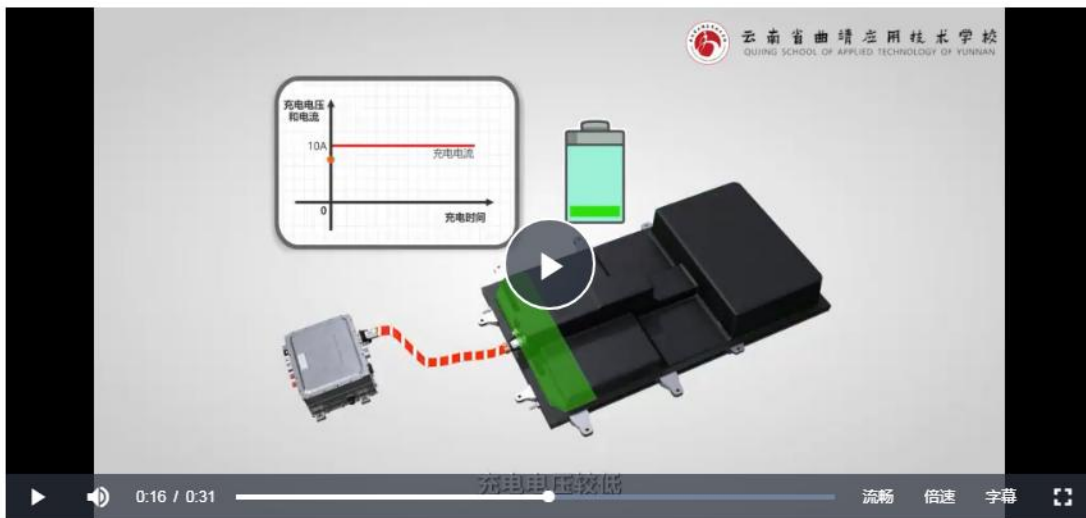 云南省曲靖应用技术学校
QUJING SCHOOL OF APPLIED TECHNOLOGY OF YUNNAN
充电电压
和电流
10A
充电电流
0
充电时间
充电电压较低
0:16 / 0:31
流畅 倍速 字幕